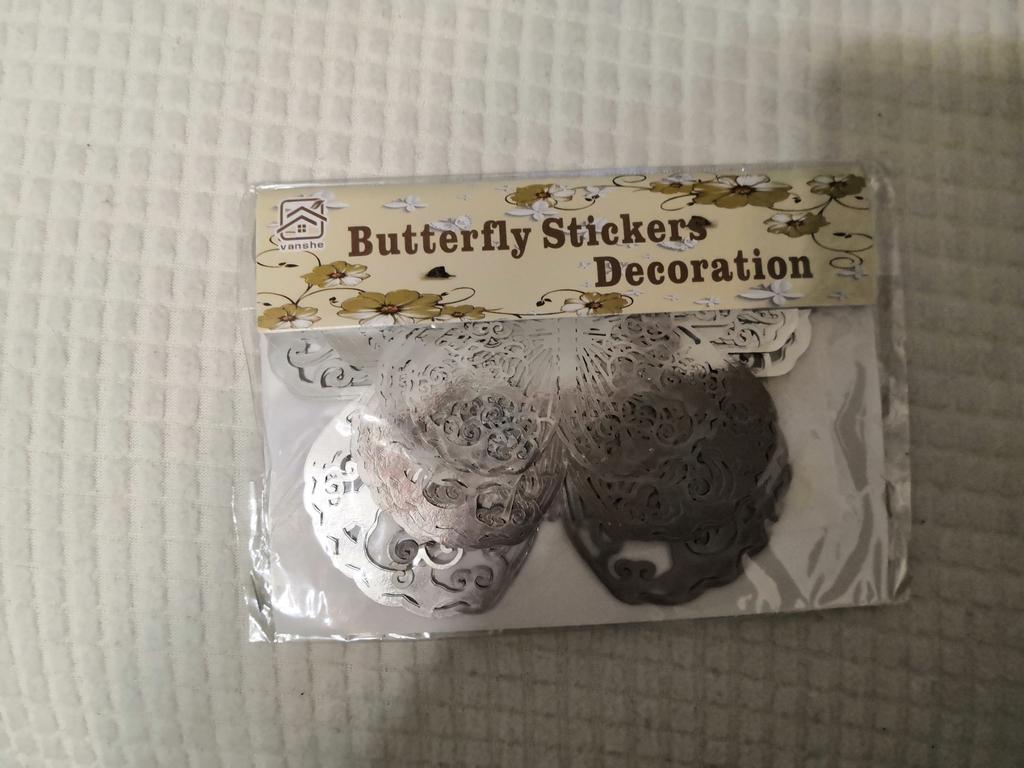 vanshe
Butterfly Stickers
Decoration